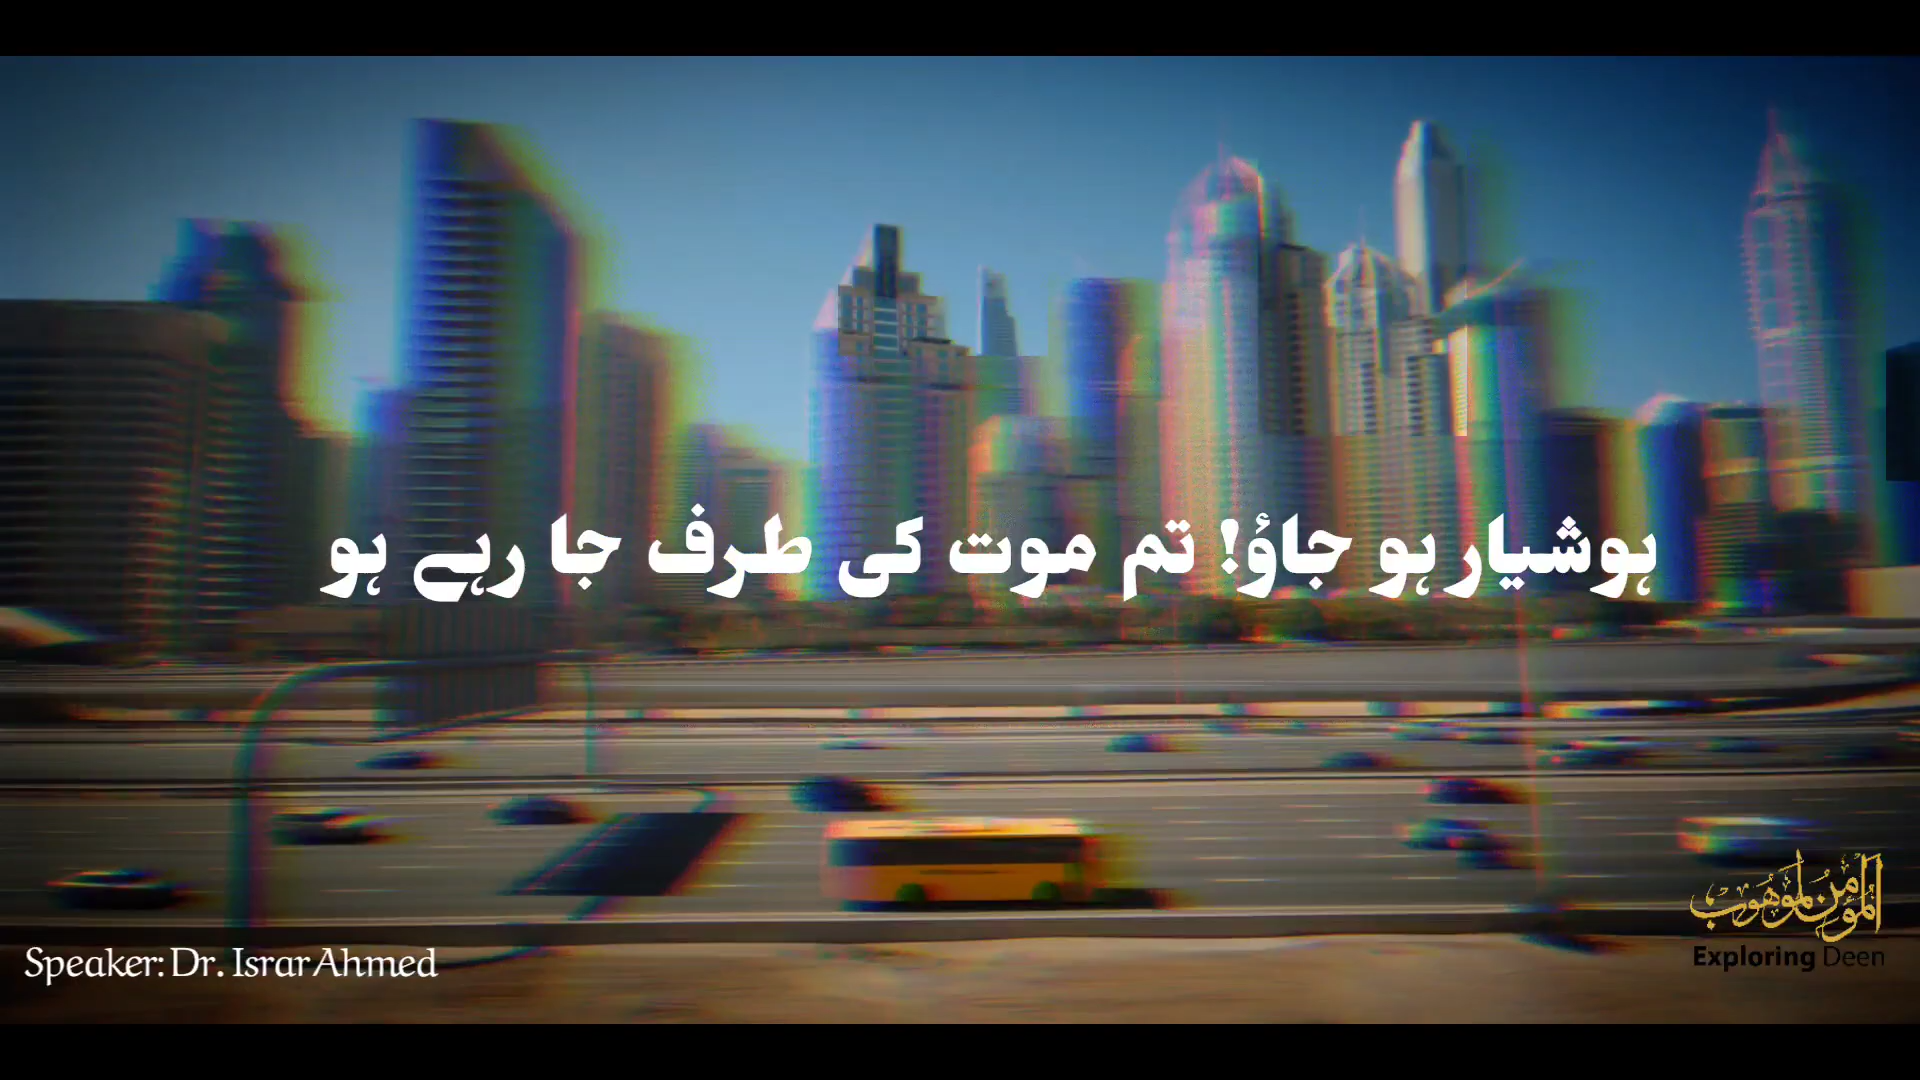 ہوشیار ہو جاؤ! تم موت کی طرف جا رہے ہو
Speaker: Dr. Israr Ahmed
Exploring Deen